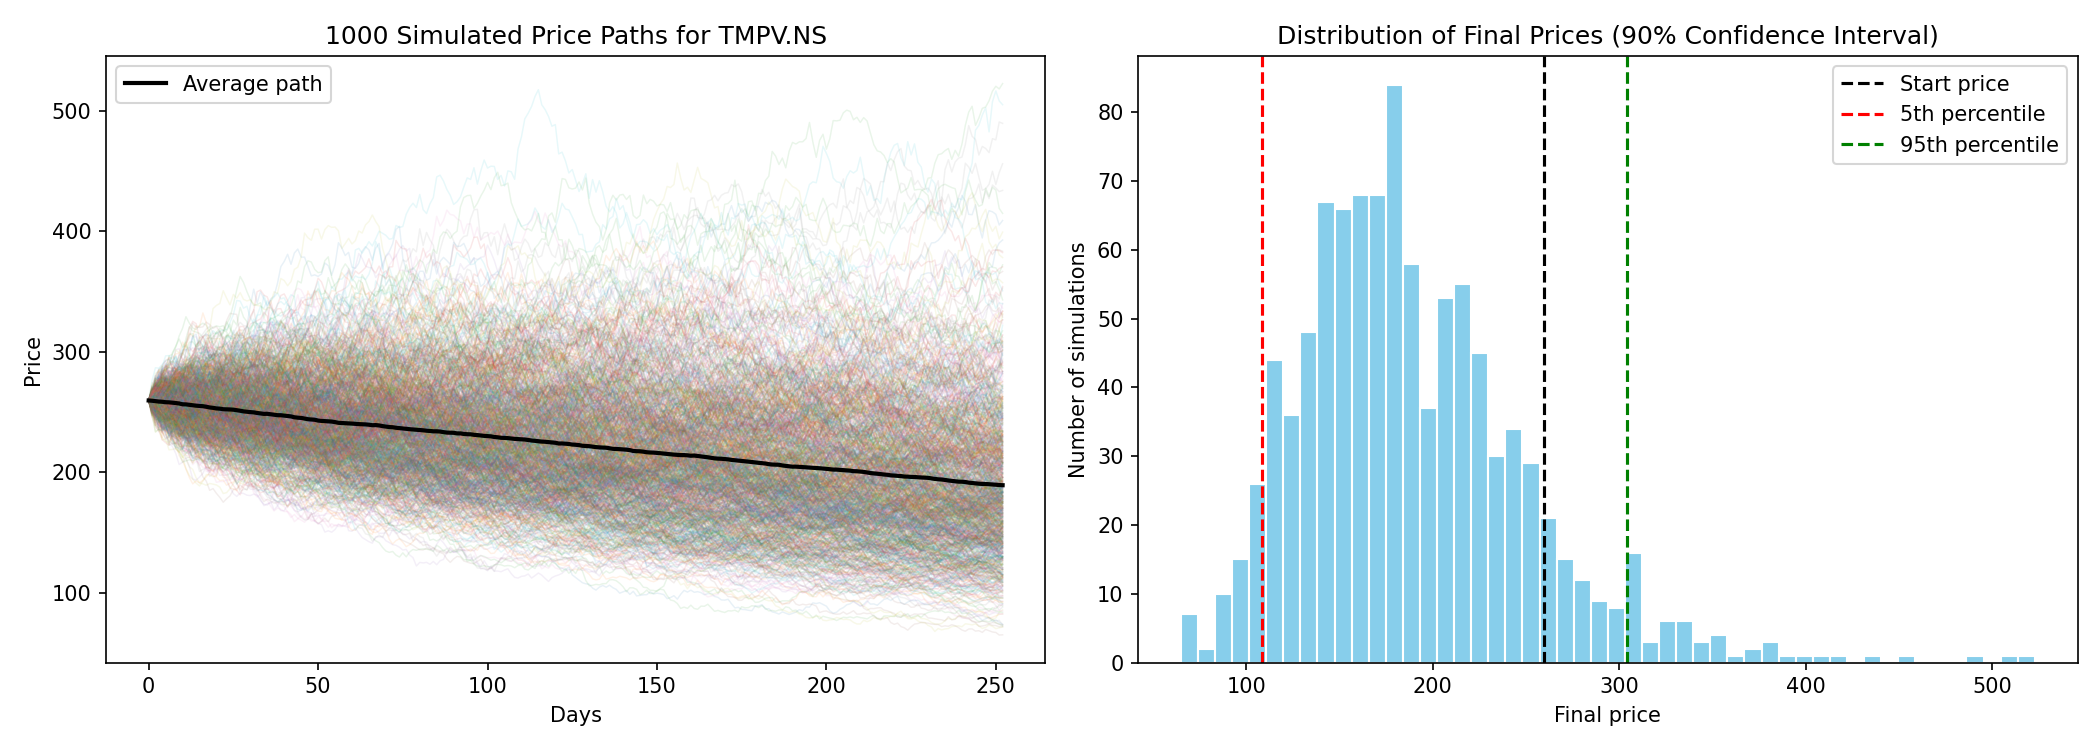 1000 Simulated Price Paths for TMPV.NS
Average path
500
400
300
200
100
Price
0
50
100
150
200
250
Days
Distribution of Final Prices (90% Confidence Interval)
Start price
5th percentile
95th percentile
80
70
60
50
40
30
20
10
0
Number of simulations
100
200
300
400
500
Final price